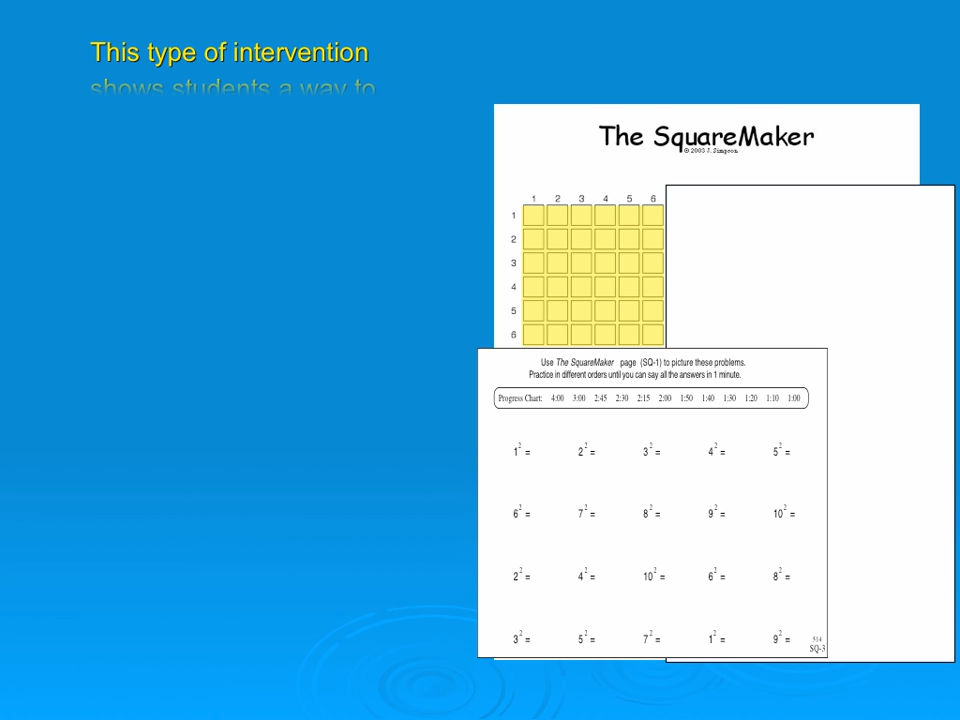 This type of intervention
shows students a way to
The SquareMaker
© 2003 J. Simpson
1 2 3 4 5 6
1
2
3
4
5
6
Use The SquareMaker page (SQ-1) to picture these problems.
Practice in different orders until you can say all the answers in 1 minute.
Progress Chart: 4:00 3:00 2:45 2:30 2:15 2:00 1:50 1:40 1:30 1:20 1:10 1:00
1² = 2² = 3² = 4² = 5² =
6² = 7² = 8² = 9² = 10² =
2² = 4² = 10² = 6² = 8² =
3² = 5² = 7² = 1² = 9² =
514
SQ-3